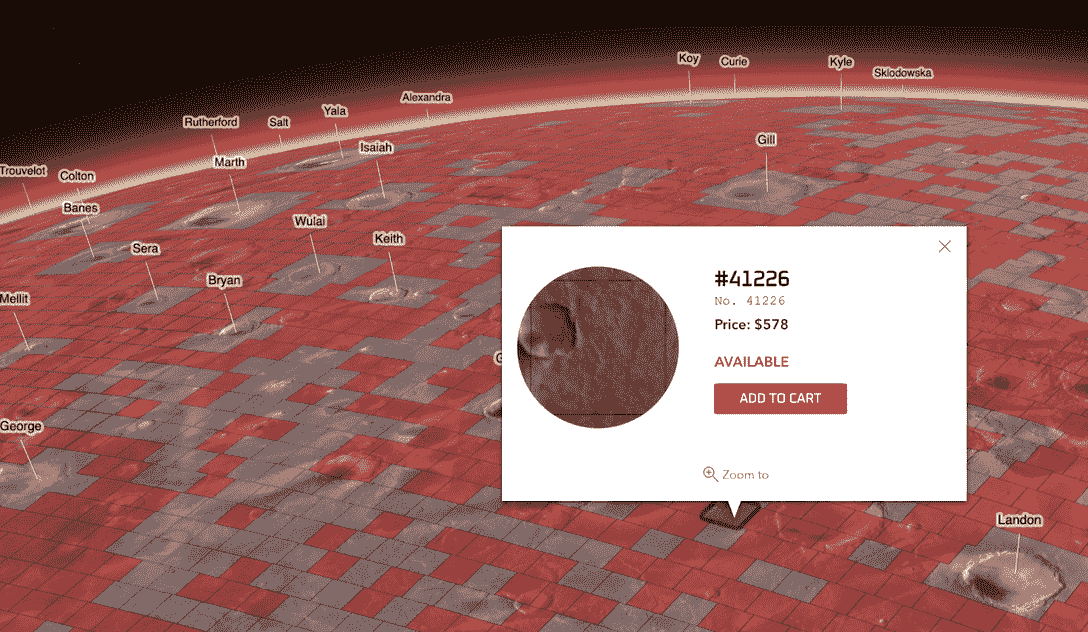 Koy
Curie
Kyle
Sklodowska
Alexandra
Yala
Rutherford
Salt
Gill
Isaiah
Marth
Trouvelot
Colton
Banes
Wulai
Keith
Sera
Bryan
Mellit
#41226
No. 41226
Price: $578
AVAILABLE
ADD TO CART
G
George
Zoom to
Landon